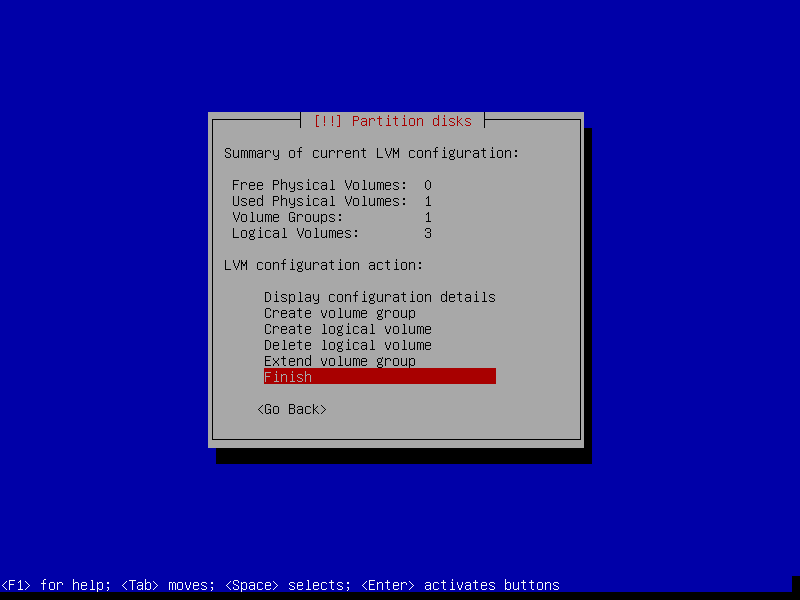 [!!] Partition disks
Summary of current LVM configuration:
Free Physical Volumes: 0
Used Physical Volumes: 1
Volume Groups: 1
Logical Volumes: 3
LVM configuration action:
Display configuration details
Create volume group
Create logical volume
Delete logical volume
Extend volume group
Finish
<Go Back>
<F1> for help; <Tab> moves; <Space> selects; <Enter> activates buttons